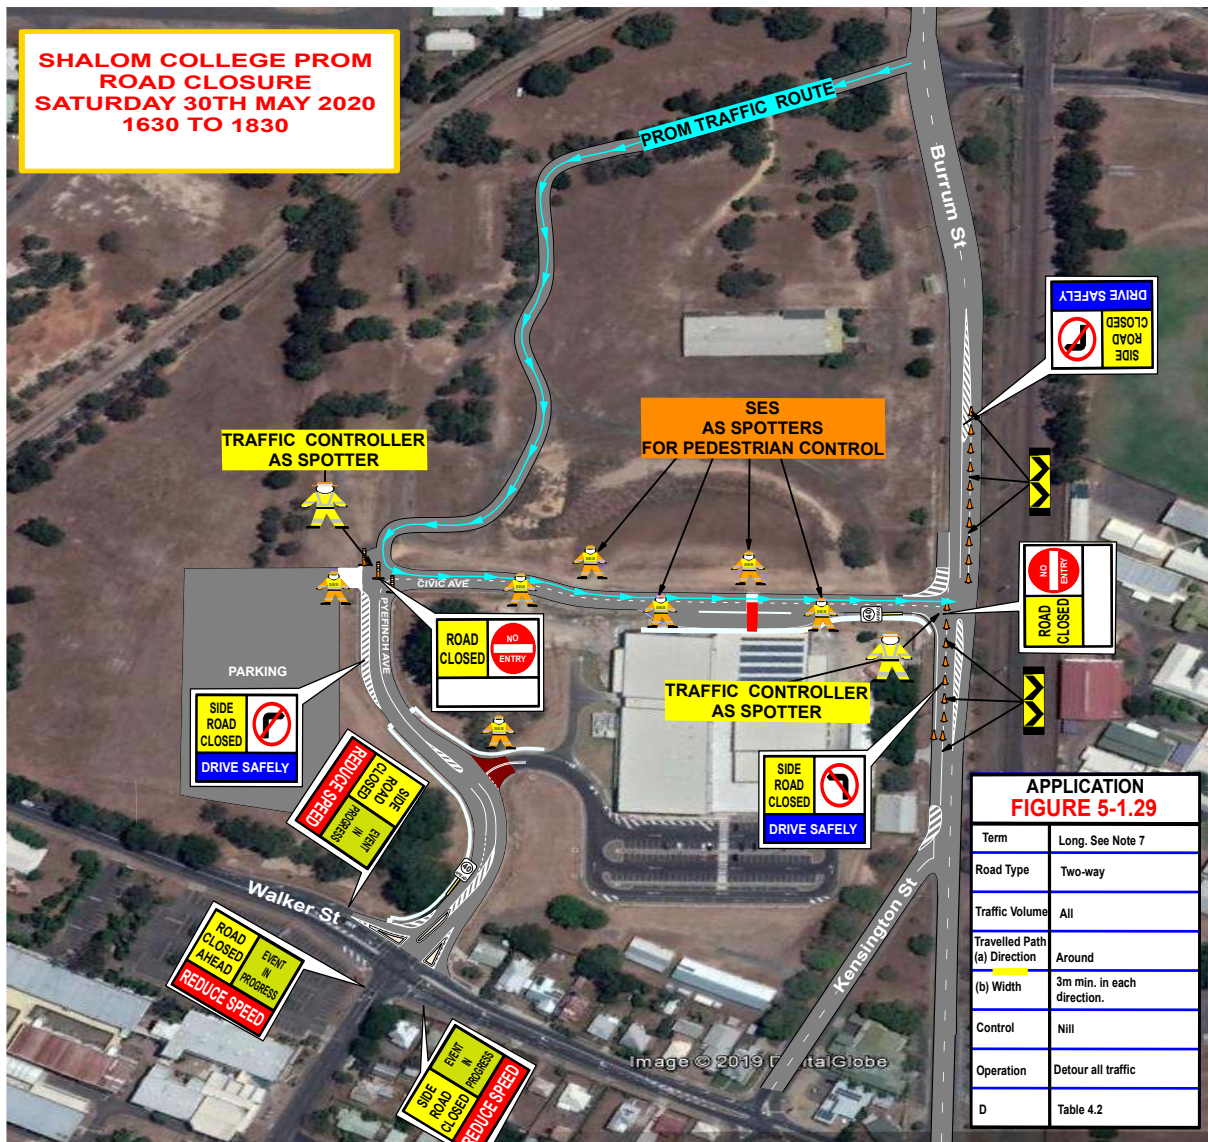 SHALOM COLLEGE PROM
ROAD CLOSURE
SATURDAY 30TH MAY 2020
1630 TO 1830
PROM TRAFFIC ROUTE
Burrum St
DRIVE SAFELY
SIDE
ROAD
CLOSED
SES
AS SPOTTERS
FOR PEDESTRIAN CONTROL
TRAFFIC CONTROLLER
AS SPOTTER
CIVIC AVE
PYEFINCH AVE
NO
ENTRY
ROAD
CLOSED
ROAD
CLOSED
NO
ENTRY
PARKING
TRAFFIC CONTROLLER
AS SPOTTER
SIDE
ROAD
CLOSED
DRIVE SAFELY
SIDE
ROAD
CLOSED
EVENT
IN
PROGRESS
REDUCE SPEED
SIDE
ROAD
CLOSED
DRIVE SAFELY
Walker St
Kensington St
ROAD
CLOSED
AHEAD
EVENT
IN
PROGRESS
REDUCE SPEED
SIDE
ROAD
CLOSED
EVENT
IN
PROGRESS
REDUCE SPEED
APPLICATION
FIGURE 5-1.29
Term Long. See Note 7
Road Type Two-way
Traffic Volume All
Travelled Path
(a) Direction Around
(b) Width 3m min. in each
direction.
Control Nill
Operation Detour all traffic
D Table 4.2
Image © 2019 DigitalGlobe